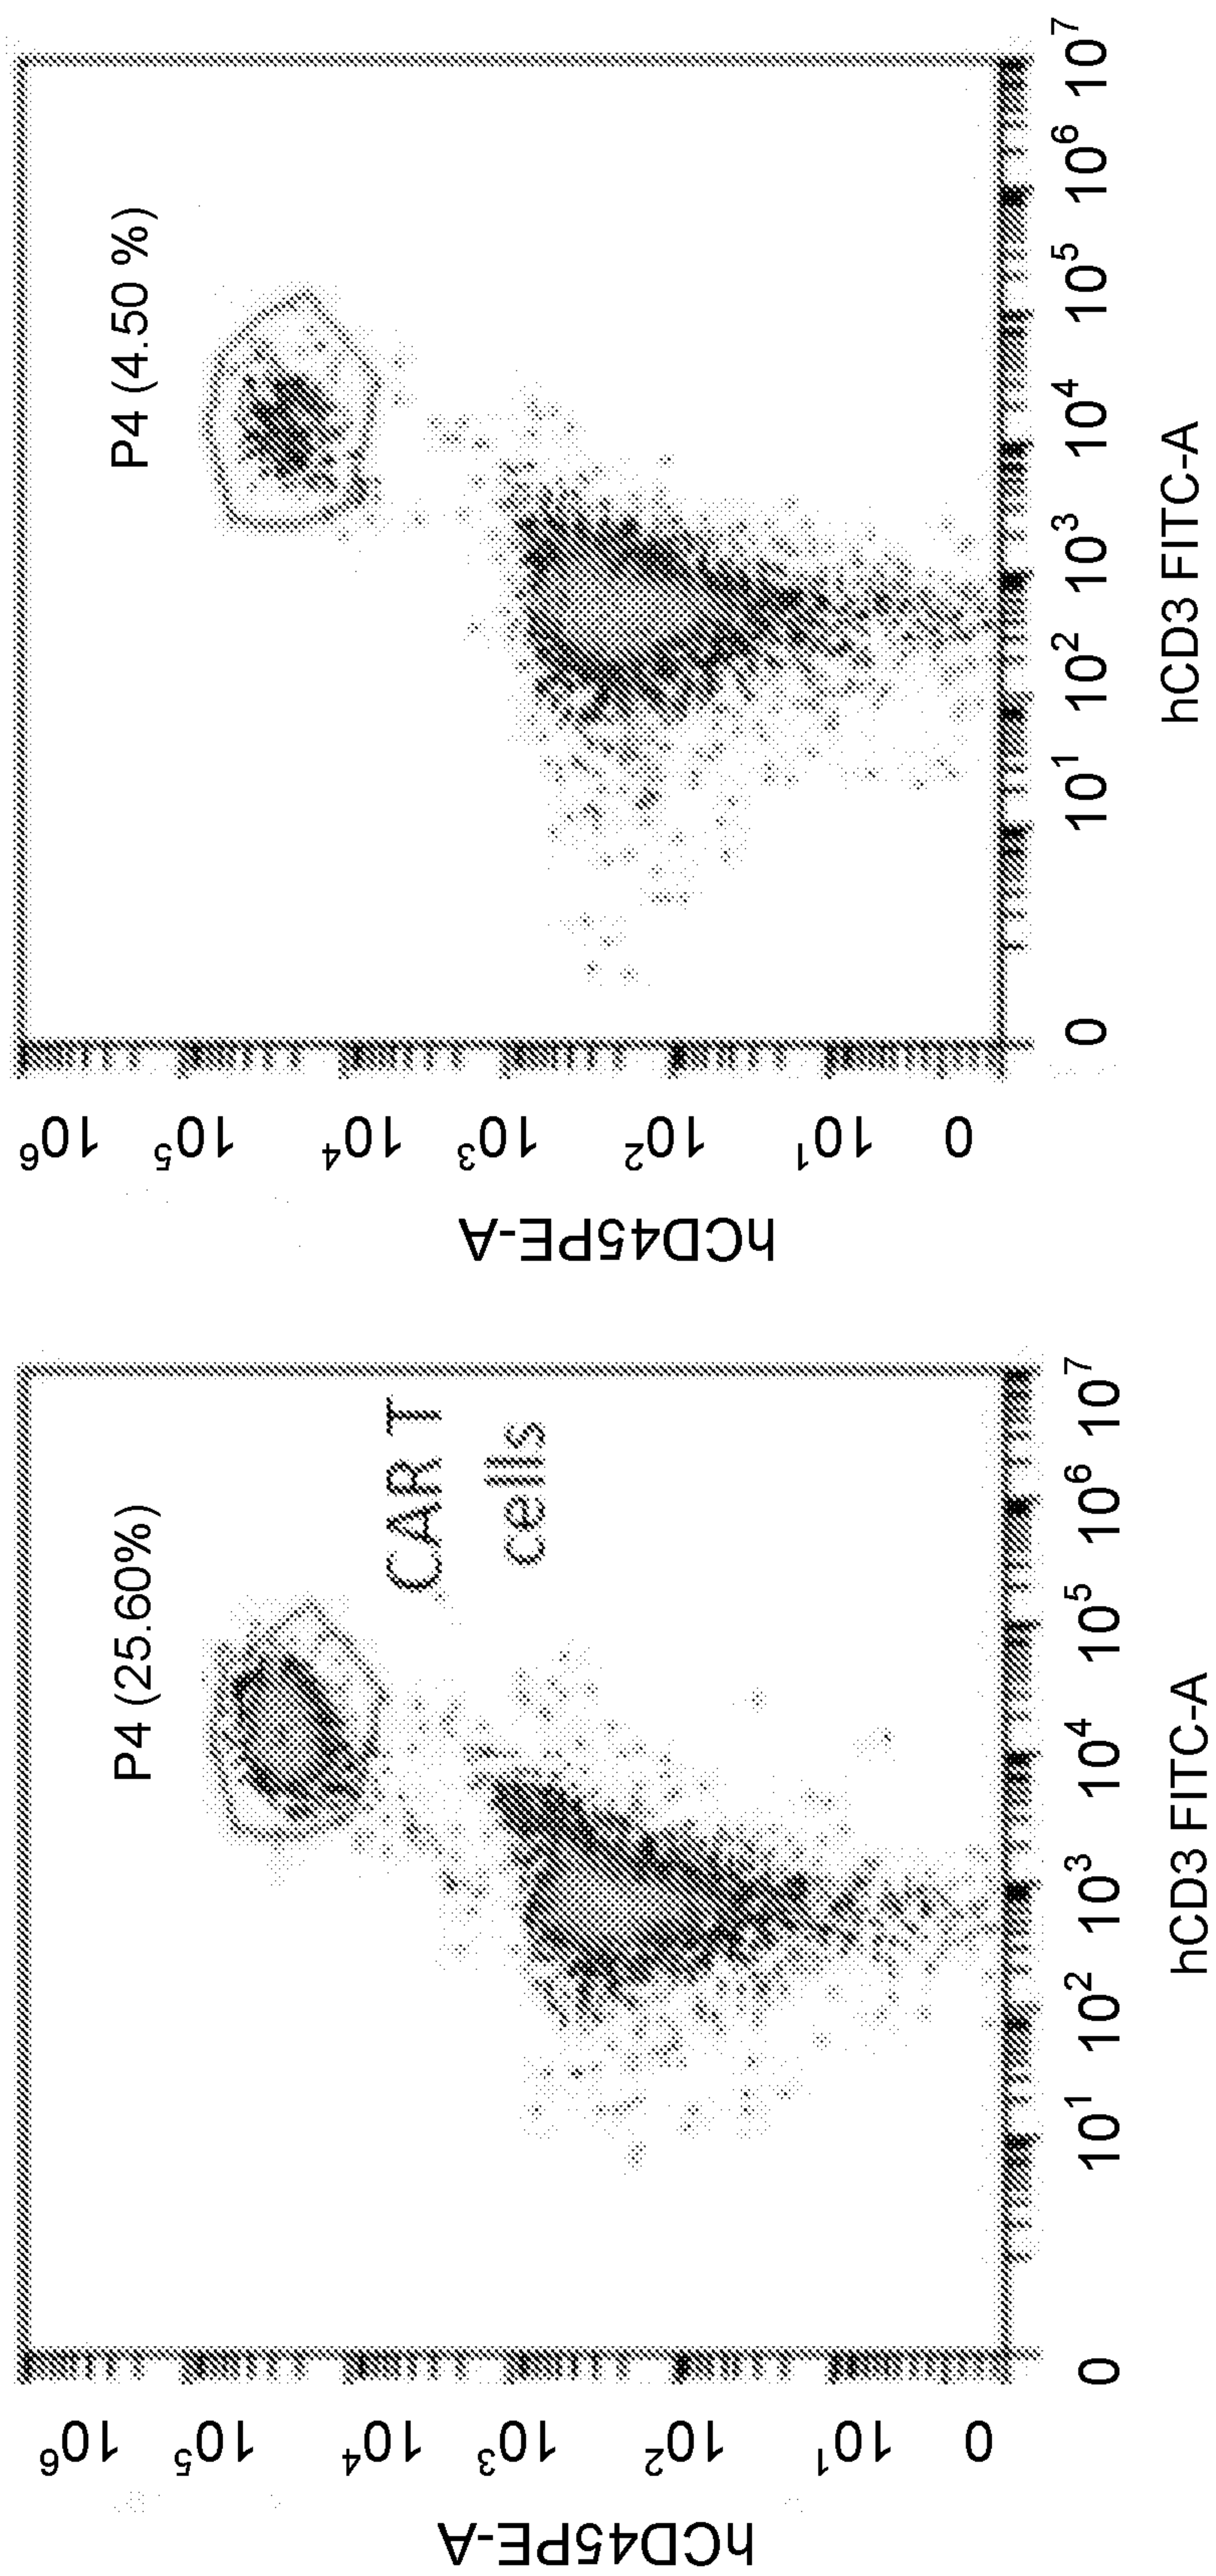 P4 (25.60%)
CAR T
cells
hCD45PE-A
10⁶
10⁵
10⁴
10³
10²
10¹
0
0 10¹ 10² 10³ 10⁴ 10⁵ 10⁶ 10⁷
hCD3 FITC-A
P4 (4.50 %)
hCD45PE-A
10⁶
10⁵
10⁴
10³
10²
10¹
0
0 10¹ 10² 10³ 10⁴ 10⁵ 10⁶ 10⁷
hCD3 FITC-A